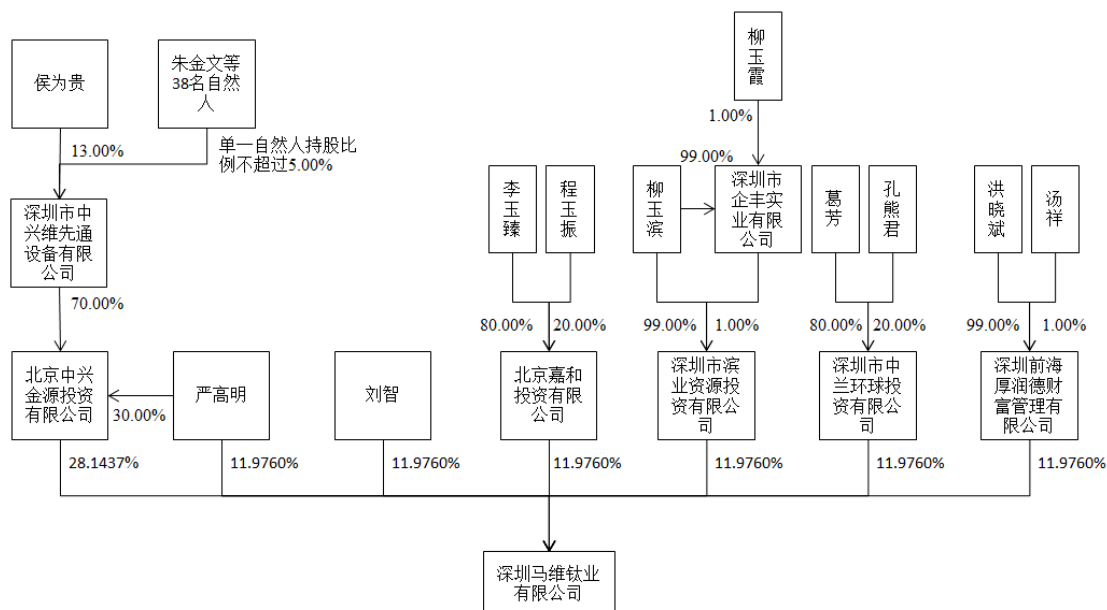 柳玉霞
侯为贵
朱金文等
38名自然
人
1.00%
13.00%
单一自然人持股比
例不超过5.00%
99.00%
李玉臻
程玉振
柳玉滨
深圳市
企丰实
业有限
公司
葛芳
孔熊君
洪晓斌
汤祥
深圳市中
兴维先通
设备有限
公司
70.00%
80.00%
20.00%
99.00%
1.00%
80.00%
20.00%
99.00%
1.00%
北京中兴
金源投资
有限公司
30.00%
严高明
刘智
北京嘉和
投资有限
公司
深圳市滨
业资源投
资有限公
司
深圳市中
兰环球投
资有限公
司
深圳前海
厚润德财
富管理有
限公司
28.1437%
11.9760%
11.9760%
11.9760%
11.9760%
11.9760%
11.9760%
深圳马维钛业
有限公司